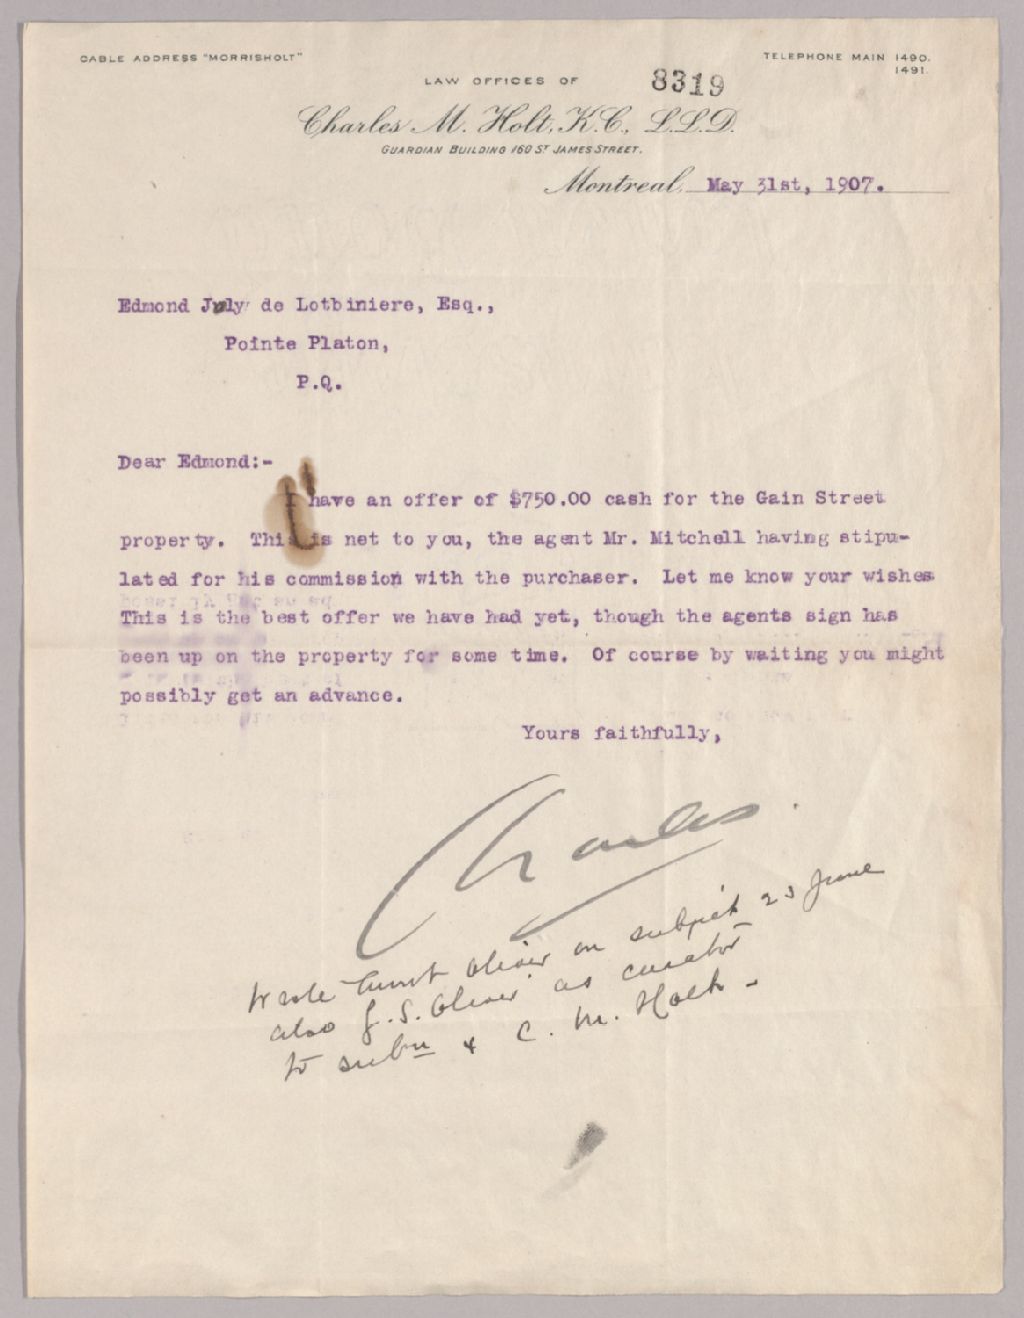 CABLE ADDRESS "MORRISHOLT"
TELEPHONE MAIN 1490.
1491.
LAW OFFICES OF
8319
Charles M. Holt, K.C., L.L.D.
GUARDIAN BUILDING 160 ST JAMES STREET.
Montreal, May 31st, 1907.
Edmond July de Lotbiniere, Esq.,
Pointe Platon,
P.Q.
Dear Edmond:-
I have an offer of $750.00 cash for the Gain Street
property. This is net to you, the agent Mr. Mitchell having stipu-
lated for his commission with the purchaser. Let me know your wishes
This is the best offer we have had yet, though the agents sign has
been up on the property for some time. Of course by waiting you might
possibly get an advance.
Yours faithfully,
Charles.
Wrote Aunt Olivier on subject 23 June
also J. S. Olivier as curator
to & C. M. Holt -